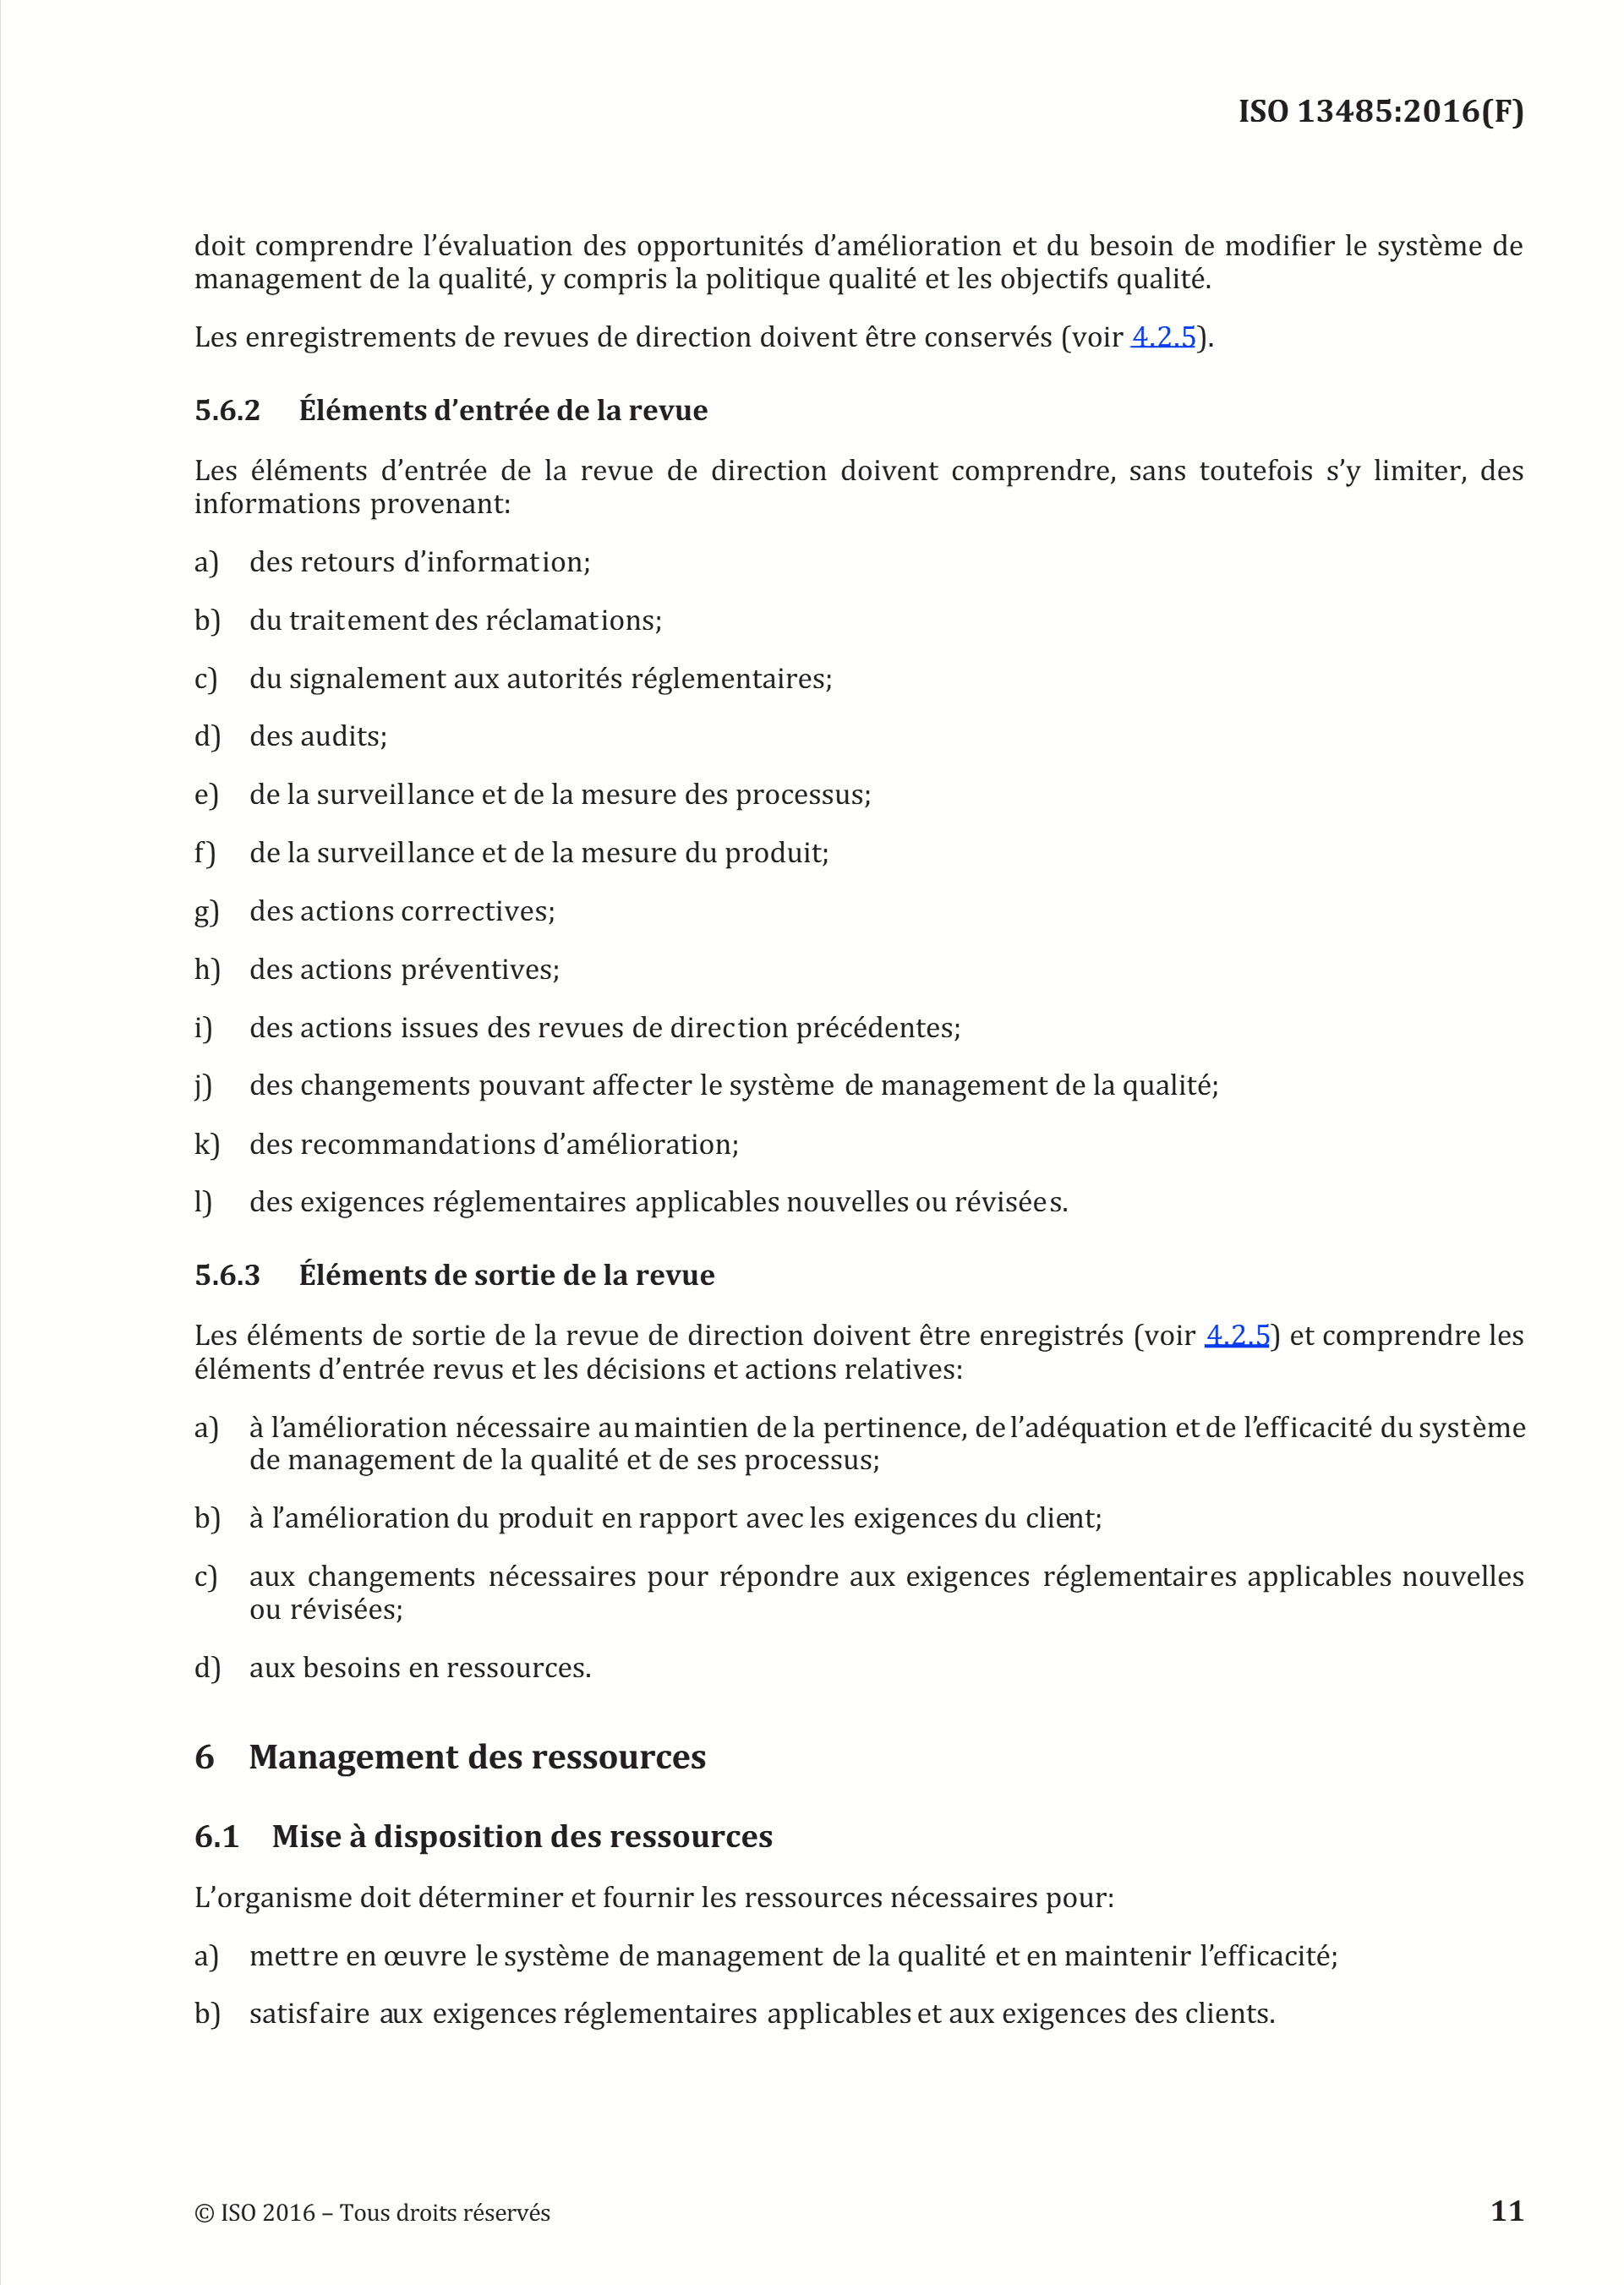 ISO 13485:2016(F)
doit comprendre l’évaluation des opportunités d’amélioration et du besoin de modifier le système de
management de la qualité, y compris la politique qualité et les objectifs qualité.
Les enregistrements de revues de direction doivent être conservés (voir 4.2.5).
5.6.2 Éléments d’entrée de la revue
Les éléments d’entrée de la revue de direction doivent comprendre, sans toutefois s’y limiter, des
informations provenant:
a) des retours d’information;
b) du traitement des réclamations;
c) du signalement aux autorités réglementaires;
d) des audits;
e) de la surveillance et de la mesure des processus;
f) de la surveillance et de la mesure du produit;
g) des actions correctives;
h) des actions préventives;
i) des actions issues des revues de direction précédentes;
j) des changements pouvant affecter le système de management de la qualité;
k) des recommandations d’amélioration;
l) des exigences réglementaires applicables nouvelles ou révisées.
5.6.3 Éléments de sortie de la revue
Les éléments de sortie de la revue de direction doivent être enregistrés (voir 4.2.5) et comprendre les
éléments d’entrée revus et les décisions et actions relatives:
a) à l’amélioration nécessaire au maintien de la pertinence, de l’adéquation et de l’efficacité du système
de management de la qualité et de ses processus;
b) à l’amélioration du produit en rapport avec les exigences du client;
c) aux changements nécessaires pour répondre aux exigences réglementaires applicables nouvelles
ou révisées;
d) aux besoins en ressources.
6 Management des ressources
6.1 Mise à disposition des ressources
L’organisme doit déterminer et fournir les ressources nécessaires pour:
a) mettre en œuvre le système de management de la qualité et en maintenir l’efficacité;
b) satisfaire aux exigences réglementaires applicables et aux exigences des clients.
© ISO 2016 – Tous droits réservés
11